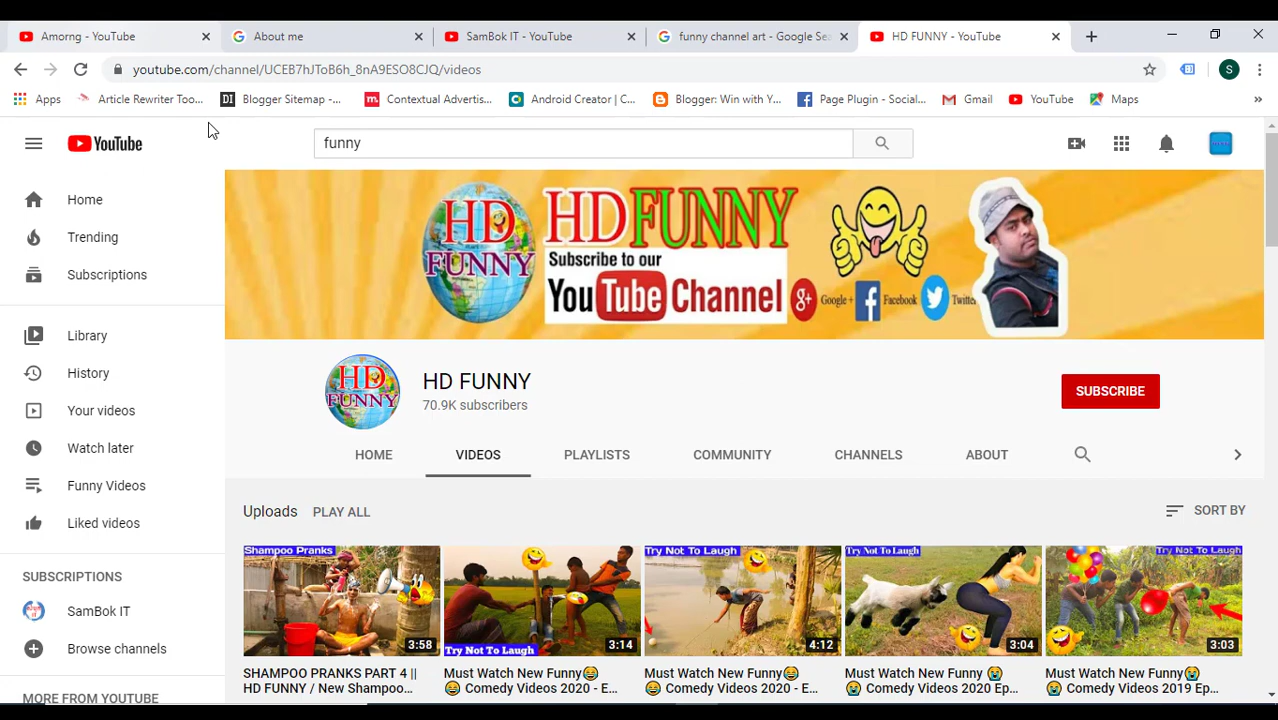 Amorng - YouTube
About me
SamBok IT - YouTube
funny channel art - Google Sea
HD FUNNY - YouTube
youtube.com/channel/UCEB7hJToB6h_8nA9ESO8CJQ/videos
S
Apps
Article Rewriter Too...
DI
Blogger Sitemap -...
m
Contextual Advertis...
Android Creator | C...
Blogger: Win with Y...
Page Plugin - Social...
Gmail
YouTube
Maps
YouTube
funny
Home
Trending
Subscriptions
Library
History
Your videos
Watch later
Funny Videos
Liked videos
SUBSCRIPTIONS
SamBok IT
Browse channels
MORE FROM YOUTUBE
HD
FUNNY
HDFUNNY
Subscribe to our
YouTube Channel
Google +
Facebook
Twitte
HD
FUNNY
HD FUNNY
70.9K subscribers
SUBSCRIBE
HOME
VIDEOS
PLAYLISTS
COMMUNITY
CHANNELS
ABOUT
Uploads
PLAY ALL
SORT BY
Shampoo Pranks
3:58
SHAMPOO PRANKS PART 4 ||
HD FUNNY / New Shampoo...
Try Not To Laugh
3:14
Must Watch New Funny😂
😂 Comedy Videos 2020 - E...
Try Not To Laugh
4:12
Must Watch New Funny😂
😂 Comedy Videos 2020 - E...
Try Not To Laugh
3:04
Must Watch New Funny 😭
😭 Comedy Videos 2020 Ep...
Try Not To Laugh
3:03
Must Watch New Funny😭
😭 Comedy Videos 2019 Ep...